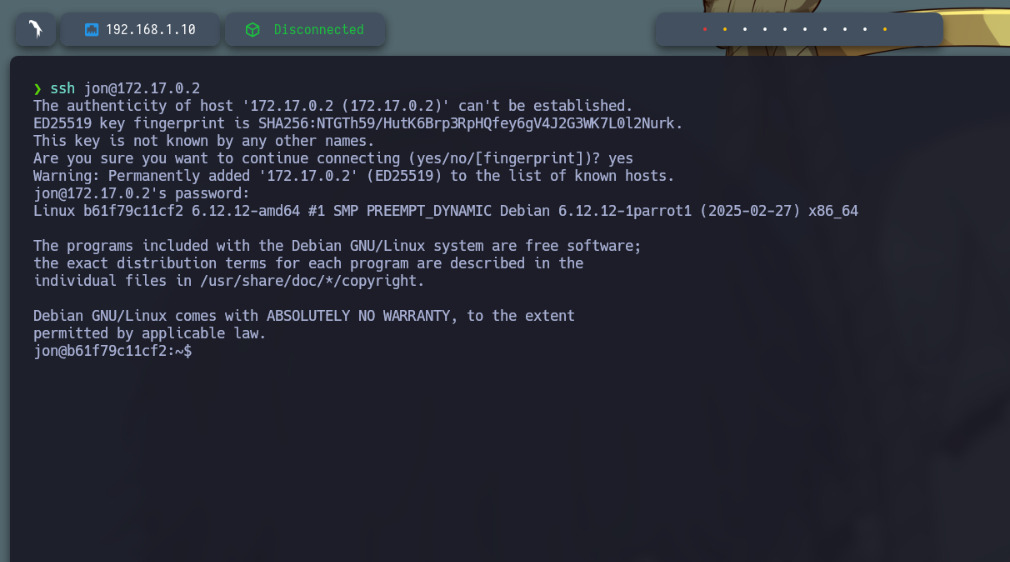 192.168.1.10
Disconnected
❯ ssh jon@172.17.0.2
The authenticity of host '172.17.0.2 (172.17.0.2)' can't be established.
ED25519 key fingerprint is SHA256:NTGTh59/HutK6Brp3RpHQfey6gV4J2G3WK7L0l2Nurk.
This key is not known by any other names.
Are you sure you want to continue connecting (yes/no/[fingerprint])? yes
Warning: Permanently added '172.17.0.2' (ED25519) to the list of known hosts.
jon@172.17.0.2's password:
Linux b61f79c11cf2 6.12.12-amd64 #1 SMP PREEMPT_DYNAMIC Debian 6.12.12-1parrot1 (2025-02-27) x86_64
The programs included with the Debian GNU/Linux system are free software;
the exact distribution terms for each program are described in the
individual files in /usr/share/doc/*/copyright.
Debian GNU/Linux comes with ABSOLUTELY NO WARRANTY, to the extent
permitted by applicable law.
jon@b61f79c11cf2:~$